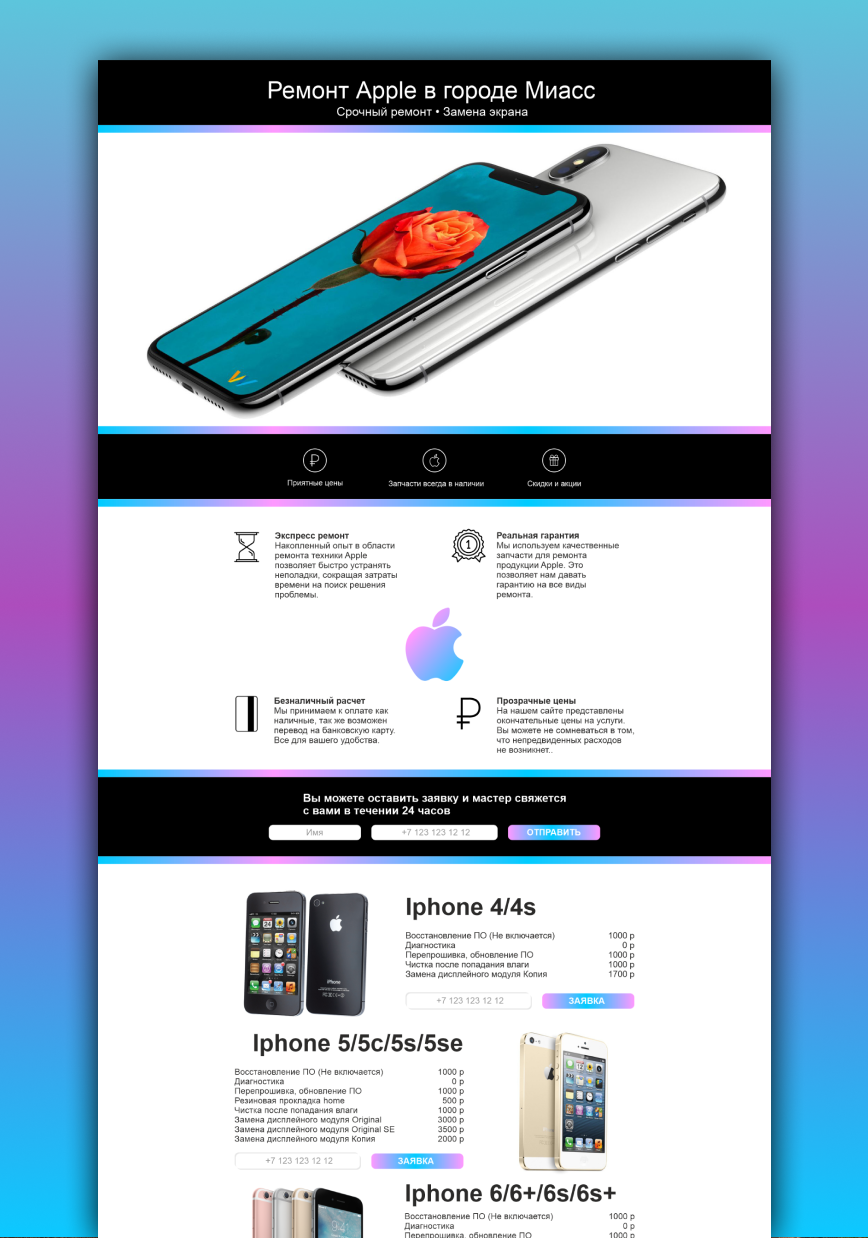 Ремонт Apple в городе Миасс
Срочный ремонт • Замена экрана
Приятные цены
Запчасти всегда в наличии
Скидки и акции
Экспресс ремонт
Накопленный опыт в области
ремонта техники Apple
позволяет быстро устранять
неполадки, сокращая затраты
времени на поиск решения
проблемы.
1
Реальная гарантия
Мы используем качественные
запчасти для ремонта
продукции Apple. Это
позволяет нам давать
гарантию на все виды
ремонта.
Безналичный расчет
Мы принимаем к оплате как
наличные, так же возможен
перевод на банковскую карту.
Все для вашего удобства.
Прозрачные цены
На нашем сайте представлены
окончательные цены на услуги.
Вы можете не сомневаться в том,
что непредвиденных расходов
не возникнет..
Вы можете оставить заявку и мастер свяжется
с вами в течении 24 часов
Имя
+7 123 123 12 12
ОТПРАВИТЬ
iPhone
Iphone 4/4s
Восстановление ПО (Не включается) 1000 р
Диагностика 0 р
Перепрошивка, обновление ПО 1000 р
Чистка после попадания влаги 1000 р
Замена дисплейного модуля Копия 1700 р
+7 123 123 12 12
ЗАЯВКА
Iphone 5/5c/5s/5se
Восстановление ПО (Не включается) 1000 р
Диагностика 0 р
Перепрошивка, обновление ПО 1000 р
Резиновая прокладка home 500 р
Чистка после попадания влаги 1000 р
Замена дисплейного модуля Original 3000 р
Замена дисплейного модуля Original SE 3500 р
Замена дисплейного модуля Копия 2000 р
+7 123 123 12 12
ЗАЯВКА
9:41
Iphone 6/6+/6s/6s+
Восстановление ПО (Не включается) 1000 р
Диагностика 0 р
Перепрошивка, обновление ПО 1000 р